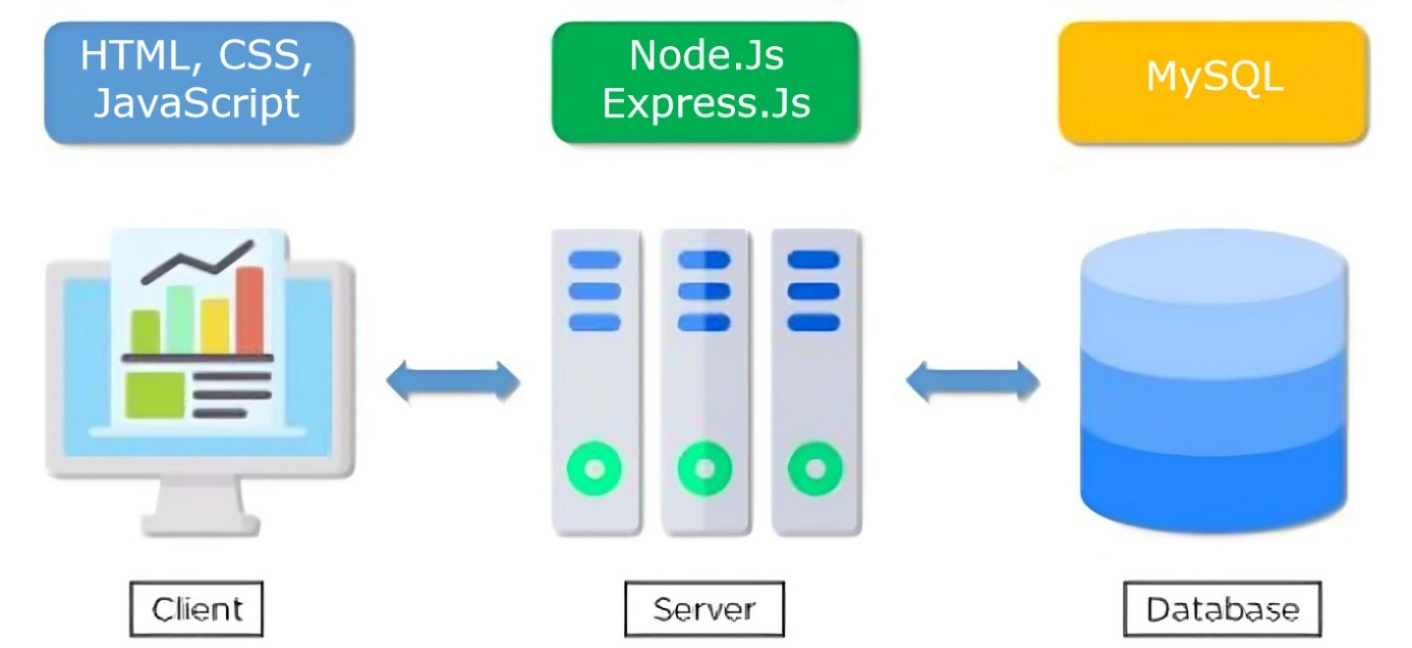 HTML, CSS,
JavaScript
Node.Js
Express.Js
MySQL
Client
Server
Database